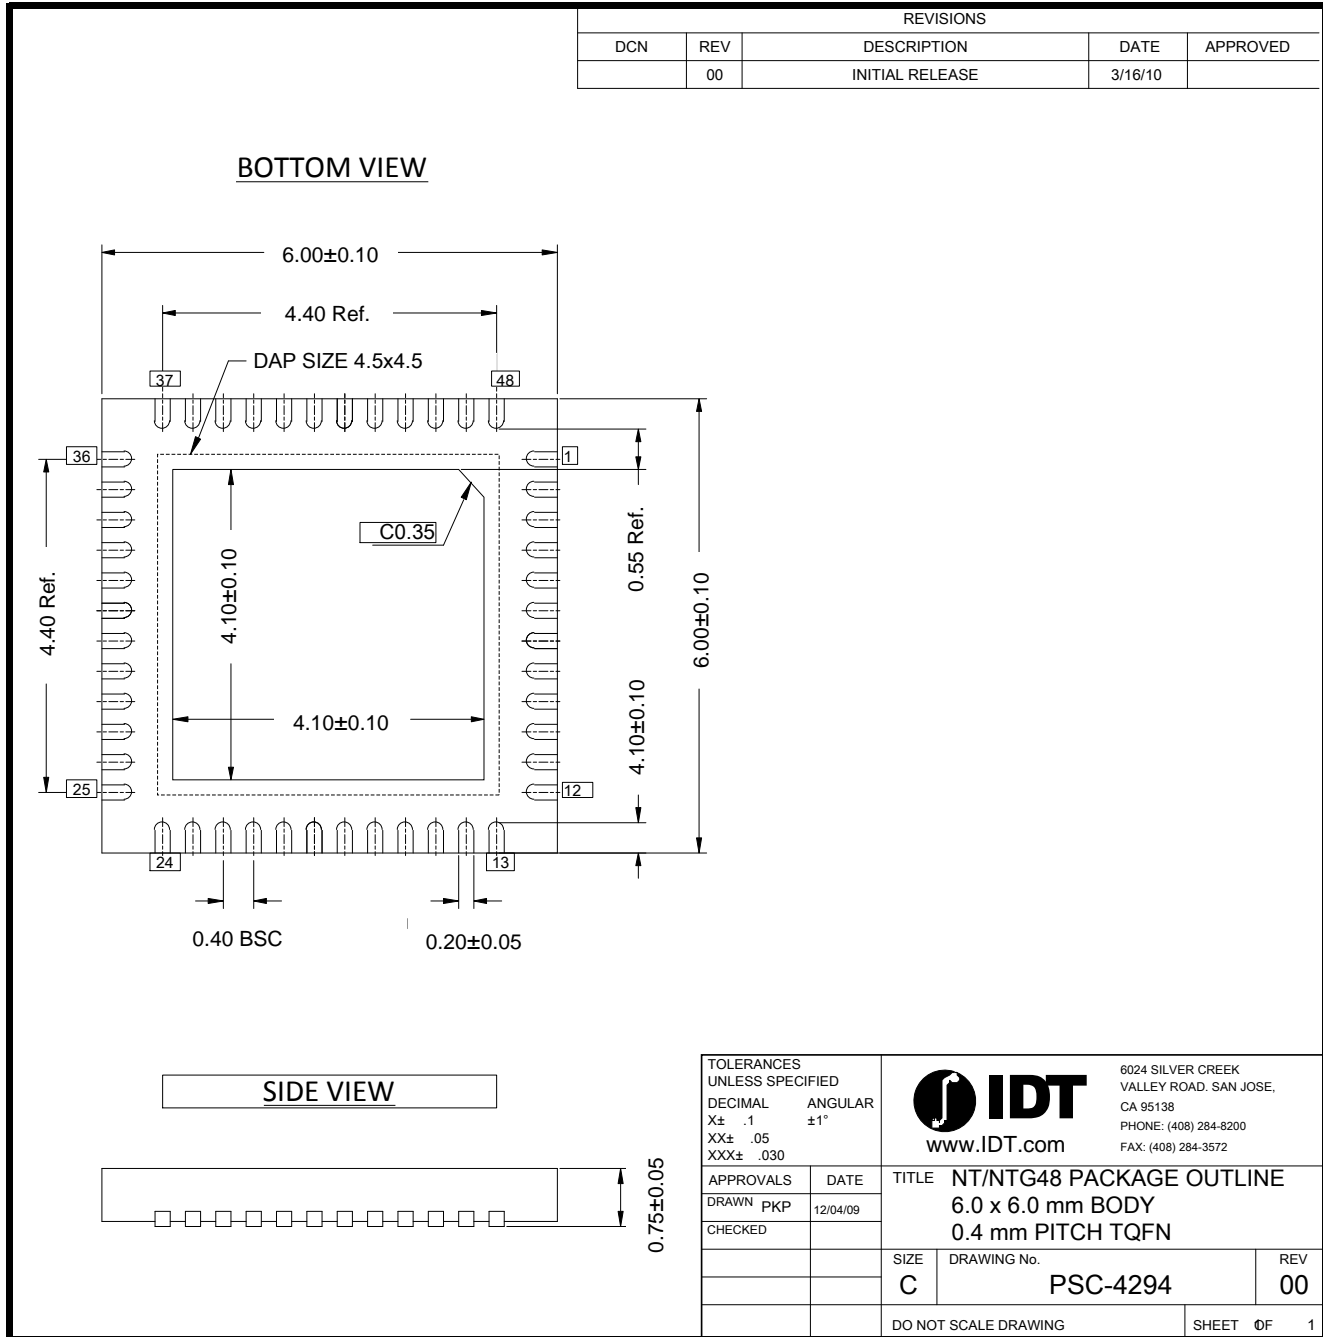 REVISIONS
DCN REV DESCRIPTION DATE APPROVED
00 INITIAL RELEASE 3/16/10
BOTTOM VIEW
6.00±0.10
4.40 Ref.
DAP SIZE 4.5x4.5
37 48
36 1
C0.35
0.55 Ref.
4.10±0.10
4.40 Ref.
6.00±0.10
4.10±0.10
4.10±0.10
25 12
24 13
0.40 BSC 0.20±0.05
SIDE VIEW
0.75±0.05
TOLERANCES
UNLESS SPECIFIED
DECIMAL ANGULAR
X± .1 ±1°
XX± .05
XXX± .030
IDT
www.IDT.com
6024 SILVER CREEK
VALLEY ROAD. SAN JOSE,
CA 95138
PHONE: (408) 284-8200
FAX: (408) 284-3572
APPROVALS DATE
DRAWN PKP 12/04/09
CHECKED
TITLE NT/NTG48 PACKAGE OUTLINE
6.0 x 6.0 mm BODY
0.4 mm PITCH TQFN
SIZE DRAWING No. REV
C PSC-4294 00
DO NOT SCALE DRAWING SHEET OF 1